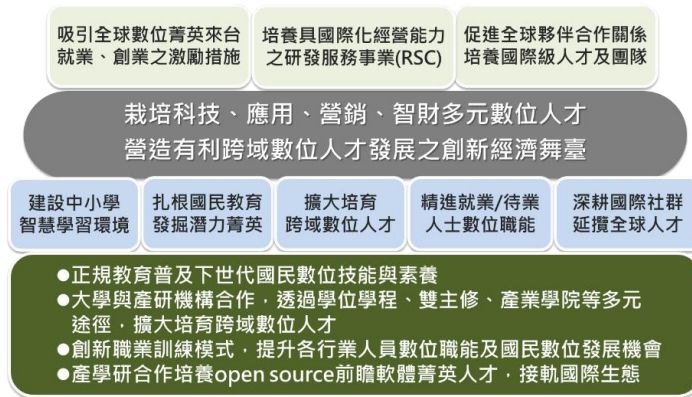 吸引全球數位菁英來台
就業、創業之激勵措施
培養具國際化經營能力
之研發服務事業(RSC)
促進全球夥伴合作關係
培養國際級人才及團隊
栽培科技、應用、營銷、智財多元數位人才
營造有利跨域數位人才發展之創新經濟舞臺
建設中小學
智慧學習環境
扎根國民教育
發掘潛力菁英
擴大培育
跨域數位人才
精進就業/待業
人士數位職能
深耕國際社群
延攬全球人才
●正規教育普及下世代國民數位技能與素養
●大學與產研機構合作，透過學位學程、雙主修、產業學院等多元
途徑，擴大培育跨域數位人才
●創新職業訓練模式，提升各行業人員數位職能及國民數位發展機會
●產學研合作培養open source前瞻軟體菁英人才，接軌國際生態